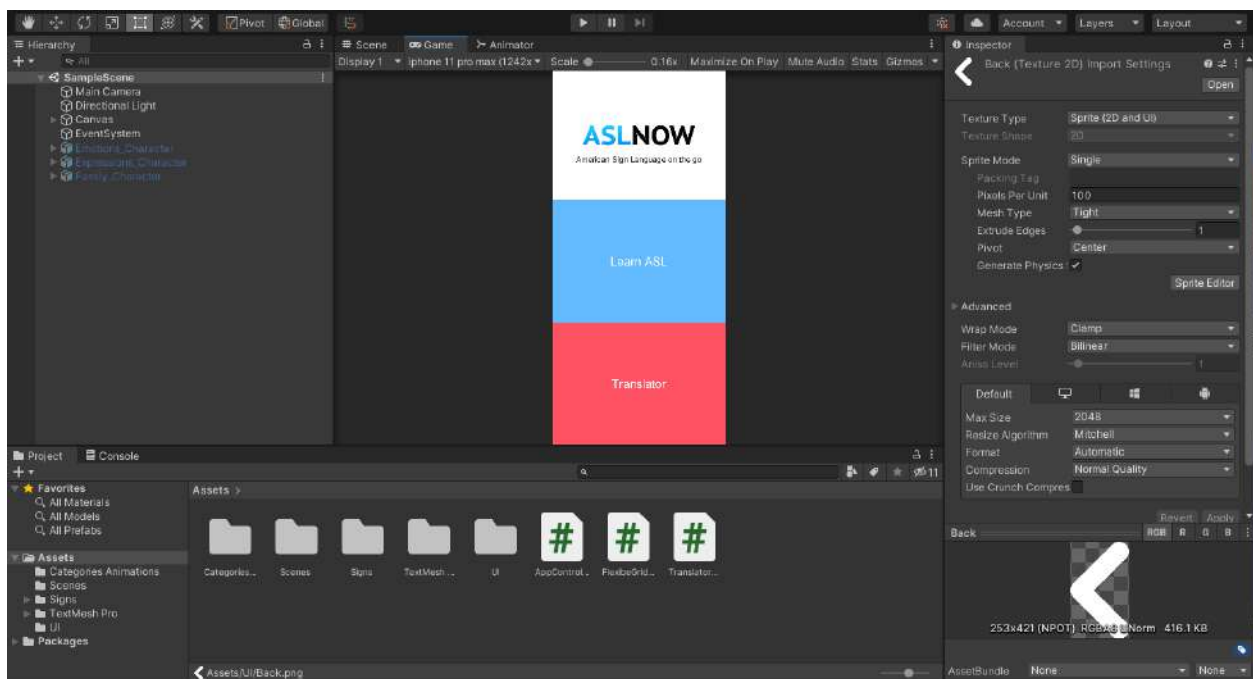 Pivot Global Account Layers Layout
Hierarchy
All
SampleScene
Main Camera
Directional Light
Canvas
EventSystem
Emotions_Character
Expressions_Character
Family_Character
Scene Game Animator
Display 1 iphone 11 pro max (1242x Scale 0.16x Maximize On Play Mute Audio Stats Gizmos
ASLNOW
American Sign Language on the go
Learn ASL
Translator
Inspector
Back (Texture 2D) Import Settings
Open
Texture Type Sprite (2D and UI)
Texture Shape 2D
Sprite Mode Single
Packing Tag
Pixels Per Unit 100
Mesh Type Tight
Extrude Edges 1
Pivot Center
Generate Physics
Sprite Editor
Advanced
Wrap Mode Clamp
Filter Mode Bilinear
Aniso Level 1
Default
Max Size 2048
Resize Algorithm Mitchell
Format Automatic
Compression Normal Quality
Use Crunch Compres
Revert Apply
Back RGB R G B
253x421 (NPOT) Norm 416.1 KB
AssetBundle None None
Project Console
11
Favorites
All Materials
All Models
All Prefabs
Assets
Categories Animations
Scenes
Signs
TextMesh Pro
UI
Packages
Assets >
Categories... Scenes Signs TextMesh ... UI AppControl... FlexibeGrid... Translator...
Assets/UI/Back.png